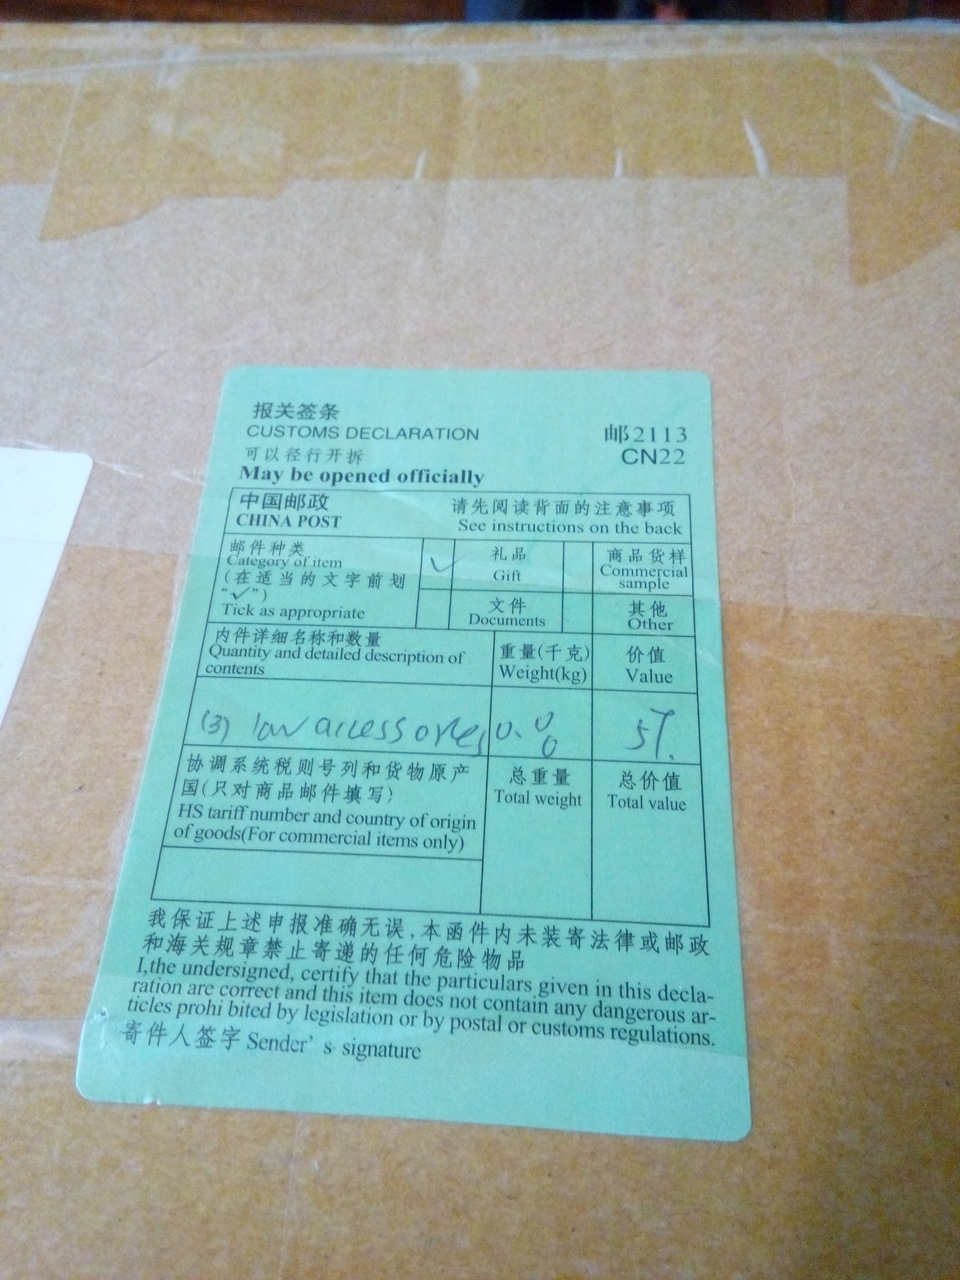 报关签条
CUSTOMS DECLARATION
可以径行开拆
May be opened officially
邮2113
CN22
中国邮政
CHINA POST
请先阅读背面的注意事项
See instructions on the back
邮件种类
Category of item
(在适当的文字前划
“✓”)
Tick as appropriate
✓
礼品
Gift
商品货样
Commercial
sample
文件
Documents
其他
Other
内件详细名称和数量
Quantity and detailed description of
contents
重量(千克)
Weight(kg)
价值
Value
(3)
协调系统税则号列和货物原产
国(只对商品邮件填写)
HS tariff number and country of origin
of goods(For commercial items only)
总重量
Total weight
总价值
Total value
我保证上述申报准确无误,本函件内未装寄法律或邮政
和海关规章禁止寄递的任何危险物品
I,the undersigned, certify that the particulars given in this decla-
ration are correct and this item does not contain any dangerous ar-
ticles prohi bited by legislation or by postal or customs regulations.
寄件人签字 Sender’ s signature